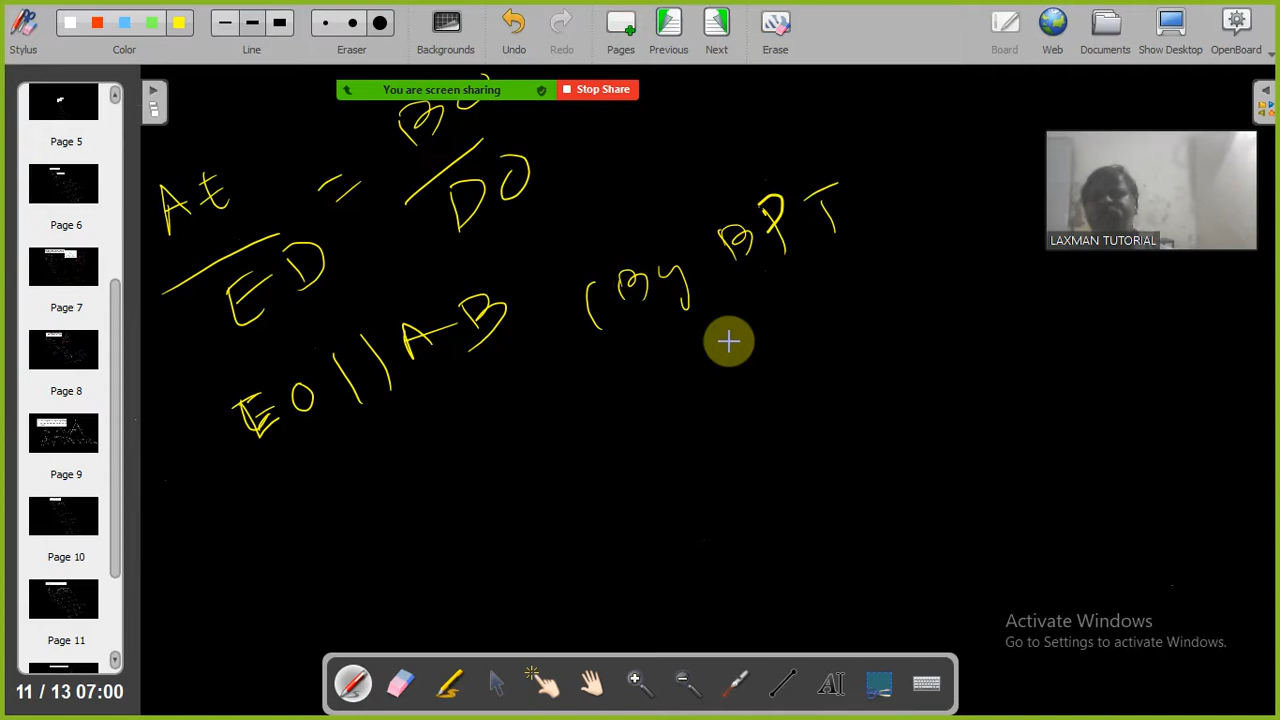 Stylus
Color
Line
Eraser
Backgrounds
Undo
Redo
Pages
Previous
Next
Erase
Board
Web
Documents
Show Desktop
OpenBoard
You are screen sharing
Stop Share
Page 5
Page 6
Page 7
Page 8
Page 9
Page 10
Page 11
11 / 13 07:00
AE = BO
ED DO
EO || AB (By BPT
LAXMAN TUTORIAL
Activate Windows
Go to Settings to activate Windows.
AI